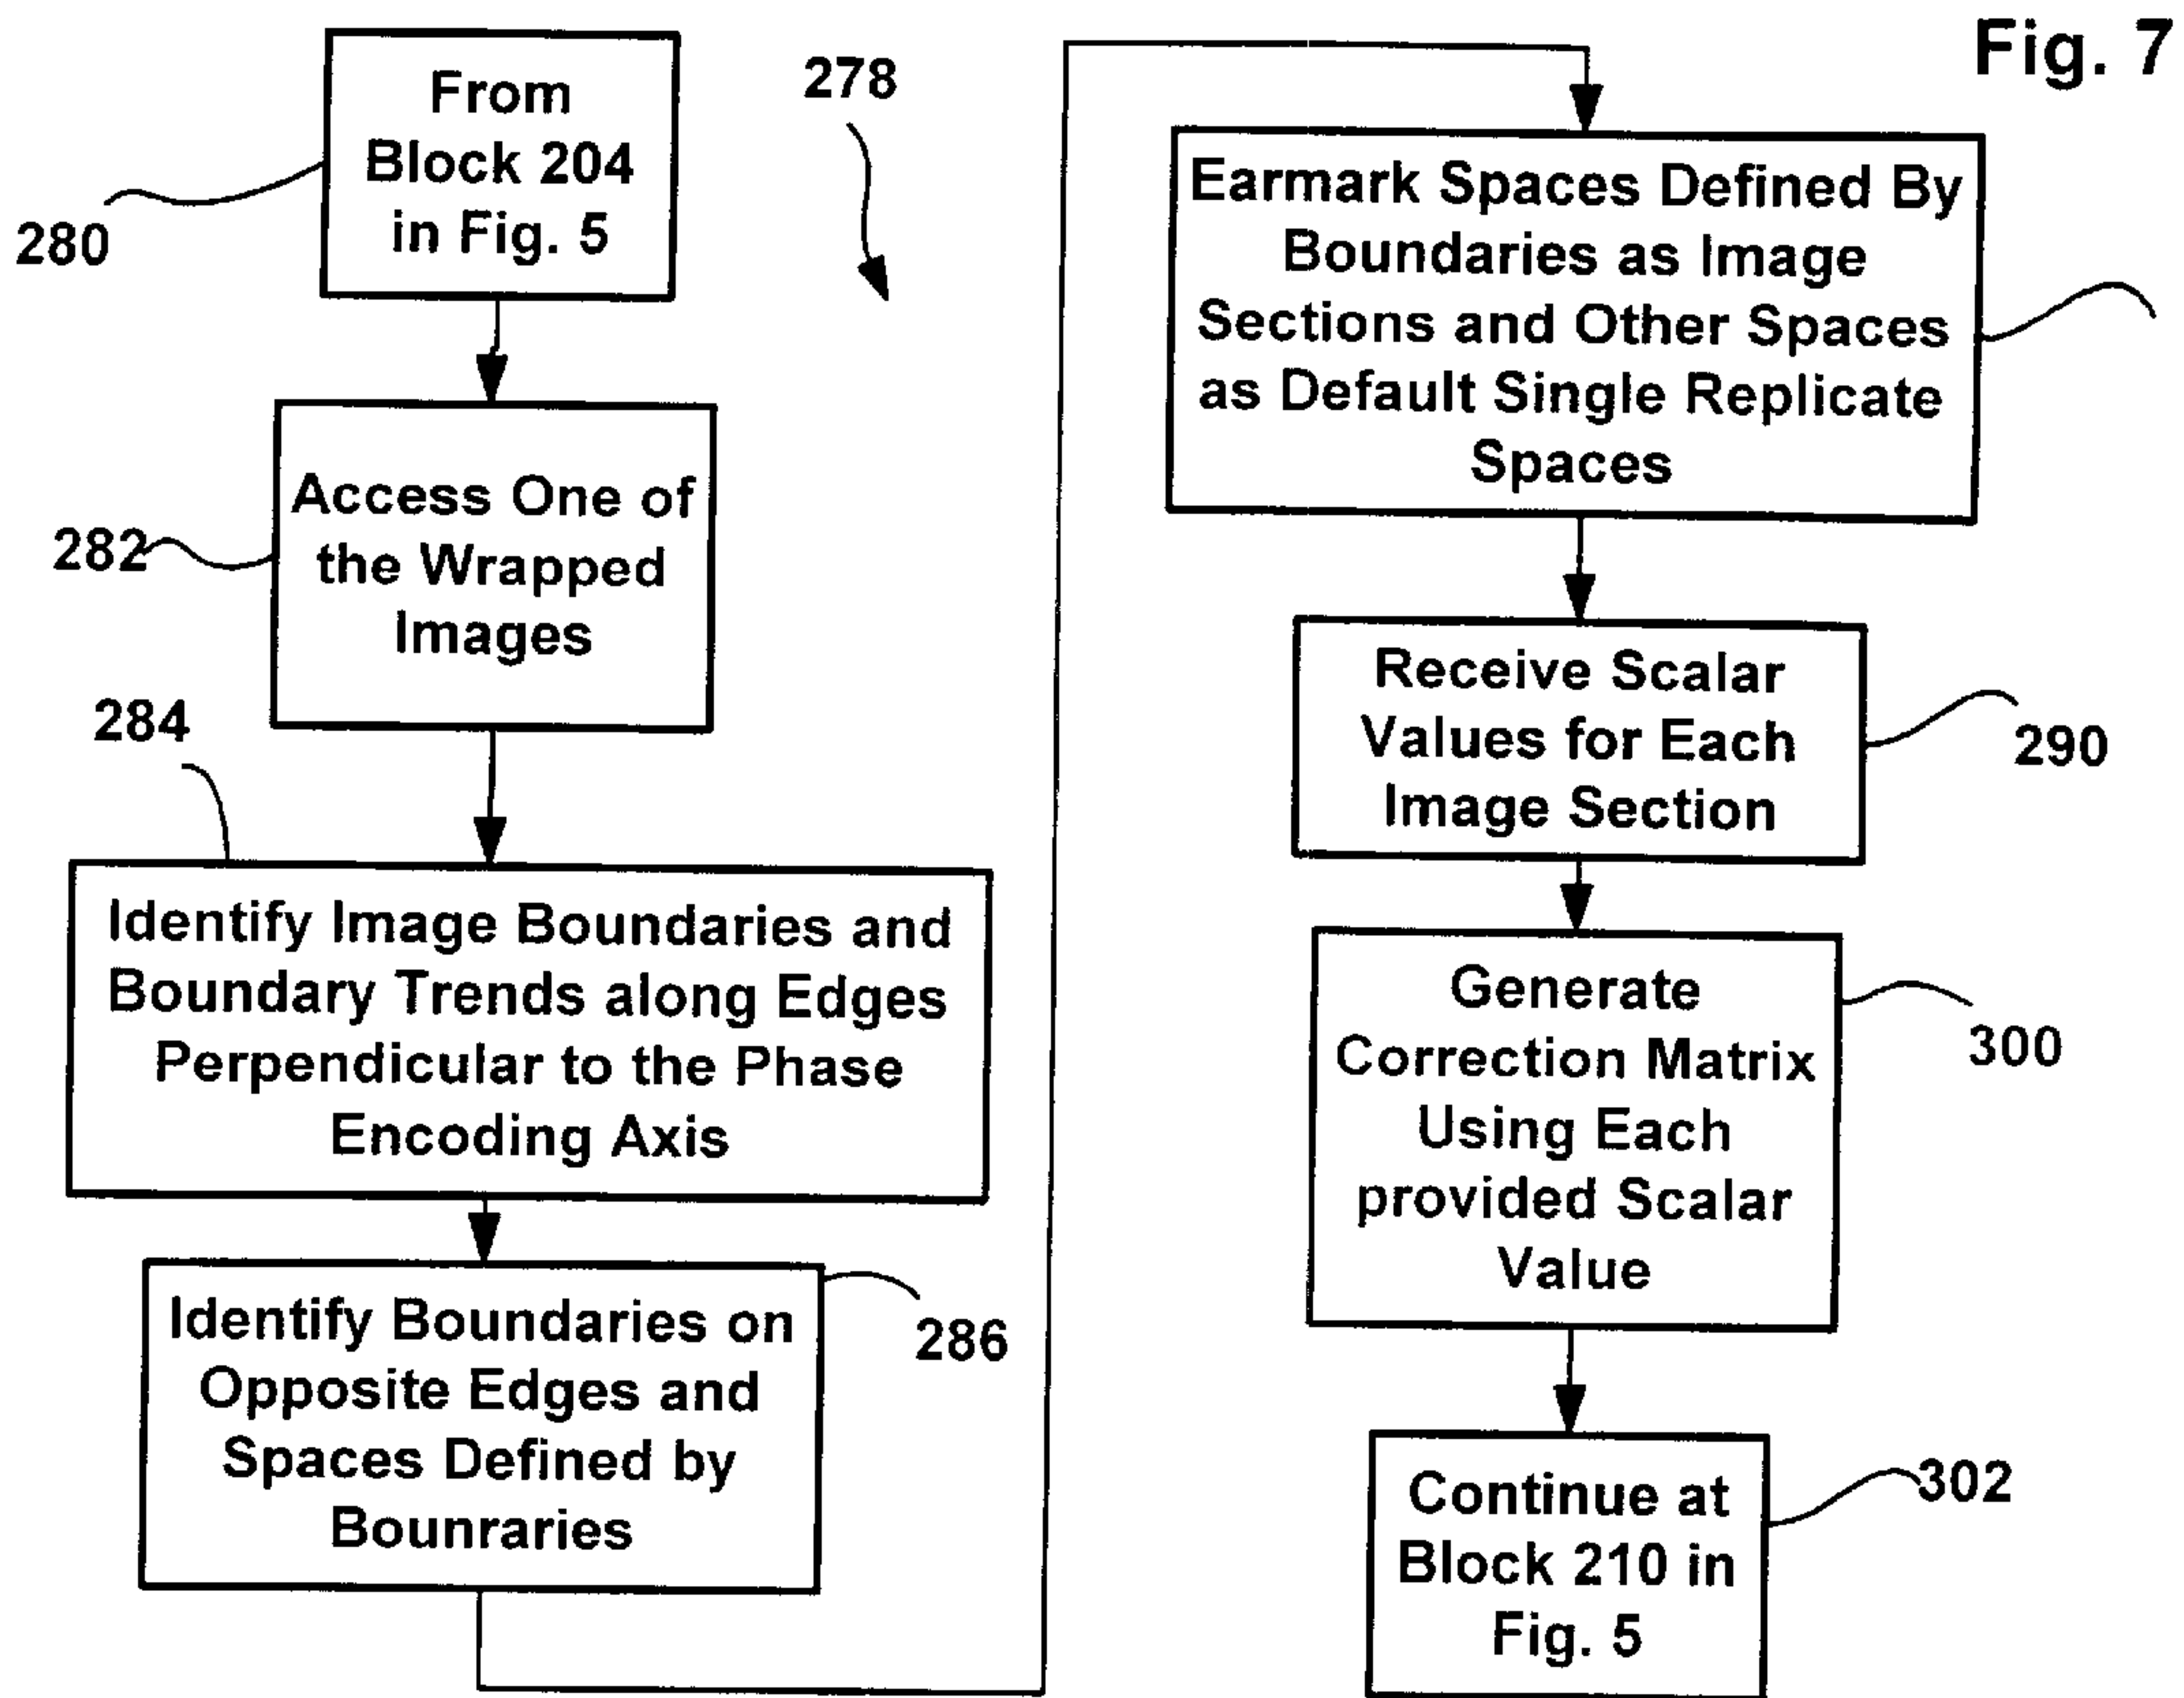 Fig. 7
278
From
Block 204
in Fig. 5
280
Access One of
the Wrapped
Images
282
284
Identify Image Boundaries and
Boundary Trends along Edges
Perpendicular to the Phase
Encoding Axis
Identify Boundaries on
Opposite Edges and
Spaces Defined by
Bounraries
286
Earmark Spaces Defined By
Boundaries as Image
Sections and Other Spaces
as Default Single Replicate
Spaces
Receive Scalar
Values for Each
Image Section
290
Generate
Correction Matrix
Using Each
provided Scalar
Value
300
Continue at
Block 210 in
Fig. 5
302